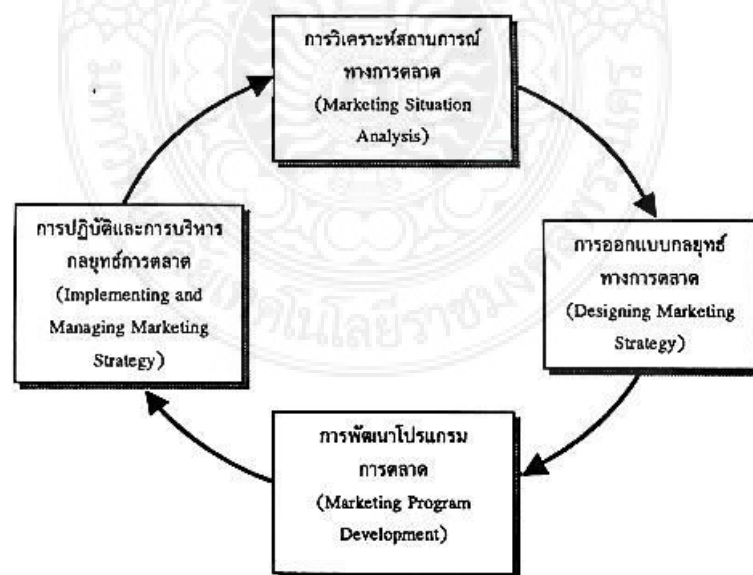 การวิเคราะห์สถานการณ์
ทางการตลาด
(Marketing Situation
Analysis)
การออกแบบกลยุทธ์
ทางการตลาด
(Designing Marketing
Strategy)
การพัฒนาโปรแกรม
การตลาด
(Marketing Program
Development)
การปฏิบัติและการบริหาร
กลยุทธ์การตลาด
(Implementing and
Managing Marketing
Strategy)